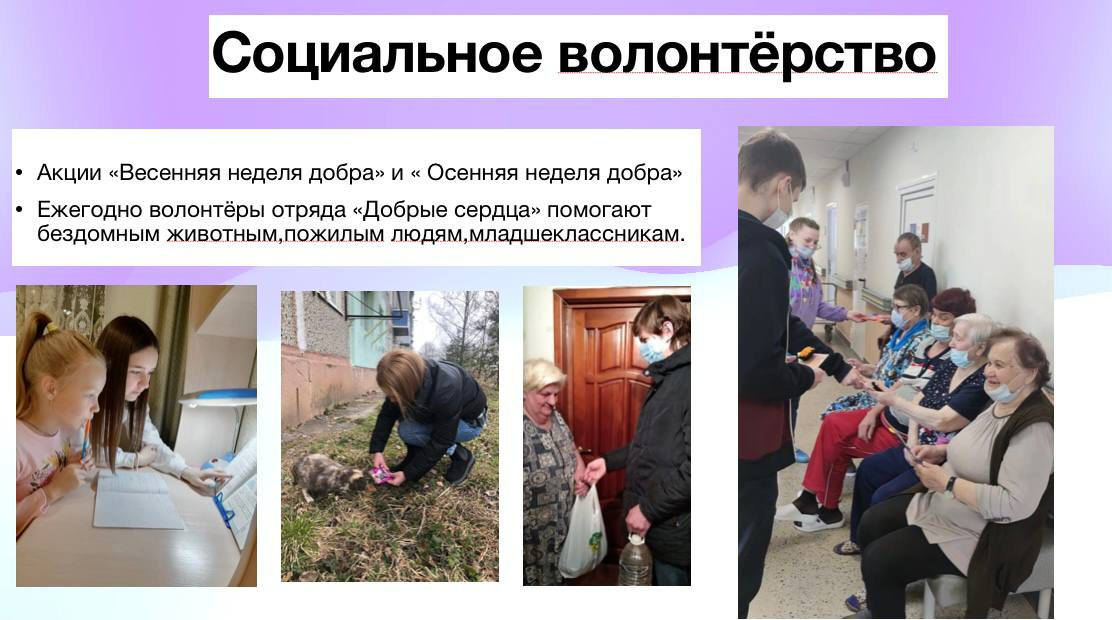 Социальное волонтёрство
• Акции «Весенняя неделя добра» и « Осенняя неделя добра»
• Ежегодно волонтёры отряда «Добрые сердца» помогают
бездомным животным,пожилым людям,младшеклассникам.